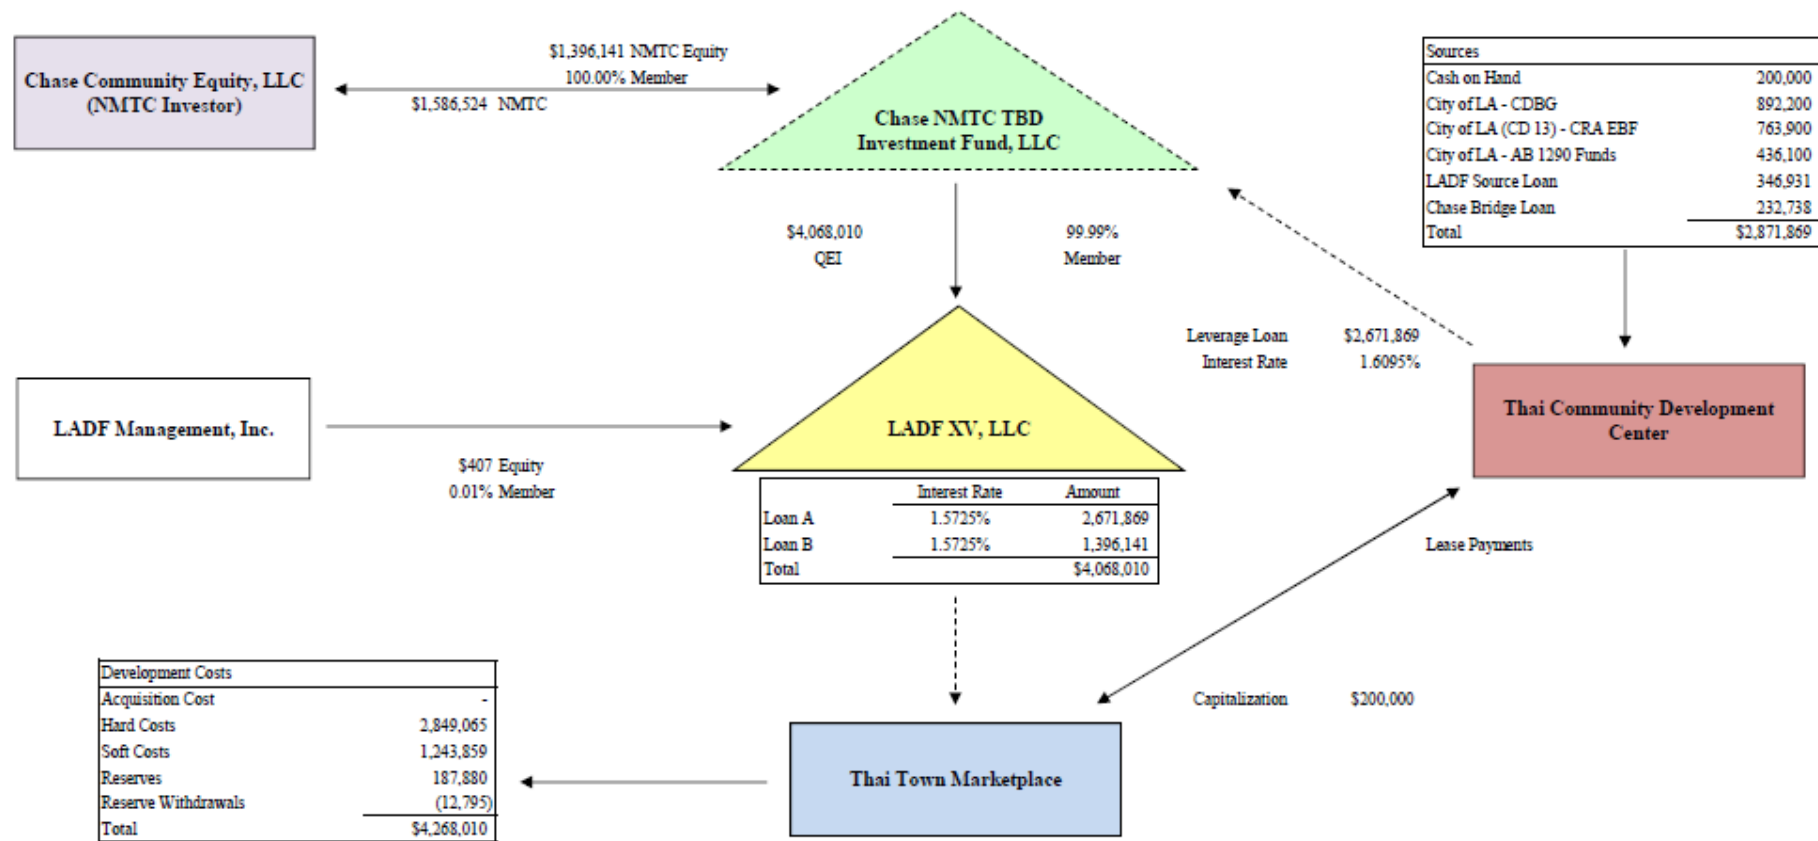 Chase Community Equity, LLC
(NMTC Investor)
$1,396,141 NMTC Equity
100.00% Member
$1,586,524 NMTC
Chase NMTC TBD
Investment Fund, LLC
Sources
Cash on Hand 200,000
City of LA - CDBG 892,200
City of LA (CD 13) - CRA EBF 763,900
City of LA - AB 1290 Funds 436,100
LADF Source Loan 346,931
Chase Bridge Loan 232,738
Total $2,871,869
$4,068,010 99.99%
QEI Member
Leverage Loan $2,671,869
Interest Rate 1.6095%
LADF Management, Inc.
$407 Equity
0.01% Member
LADF XV, LLC
Thai Community Development
Center
Interest Rate Amount
Loan A 1.5725% 2,671,869
Loan B 1.5725% 1,396,141
Total $4,068,010
Lease Payments
Capitalization $200,000
Development Costs
Acquisition Cost -
Hard Costs 2,849,065
Soft Costs 1,243,859
Reserves 187,880
Reserve Withdrawals (12,795)
Total $4,268,010
Thai Town Marketplace